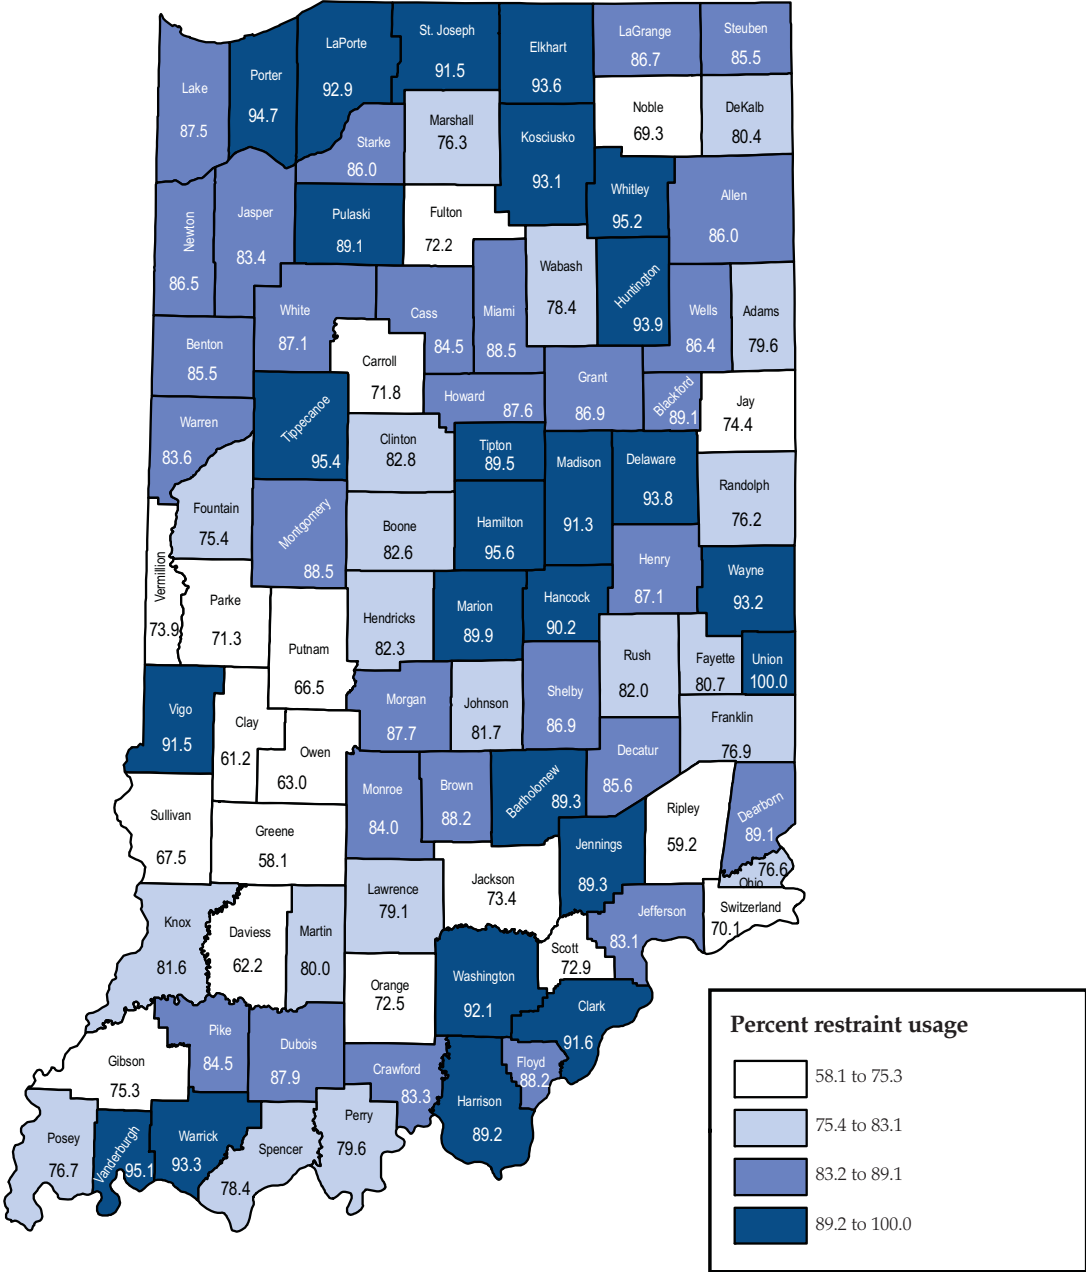 St. Joseph
91.5
LaGrange
86.7
Steuben
85.5
LaPorte
92.9
Elkhart
93.6
Lake
87.5
Porter
94.7
Noble
69.3
DeKalb
80.4
Marshall
76.3
Starke
86.0
Kosciusko
93.1
Whitley
95.2
Allen
86.0
Newton
86.5
Jasper
83.4
Pulaski
89.1
Fulton
72.2
Wabash
78.4
Huntington
93.9
White
87.1
Cass
84.5
Miami
88.5
Wells
86.4
Adams
79.6
Benton
85.5
Carroll
71.8
Howard
87.6
Grant
86.9
Blackford
89.1
Jay
74.4
Warren
83.6
Tippecanoe
95.4
Clinton
82.8
Tipton
89.5
Madison
91.3
Delaware
93.8
Randolph
76.2
Fountain
75.4
Montgomery
88.5
Boone
82.6
Hamilton
95.6
Henry
87.1
Wayne
93.2
Vermillion
73.9
Parke
71.3
Putnam
66.5
Hendricks
82.3
Marion
89.9
Hancock
90.2
Rush
82.0
Fayette
80.7
Union
100.0
Vigo
91.5
Clay
61.2
Owen
63.0
Morgan
87.7
Johnson
81.7
Shelby
86.9
Franklin
76.9
Decatur
85.6
Sullivan
67.5
Greene
58.1
Monroe
84.0
Brown
88.2
Bartholomew
89.3
Jennings
89.3
Ripley
59.2
Dearborn
89.1
Ohio
76.6
Knox
81.6
Daviess
62.2
Martin
80.0
Lawrence
79.1
Jackson
73.4
Jefferson
83.1
Switzerland
70.1
Scott
72.9
Orange
72.5
Washington
92.1
Clark
91.6
Gibson
75.3
Pike
84.5
Dubois
87.9
Crawford
83.3
Floyd
88.2
Harrison
89.2
Posey
76.7
Vanderburgh
95.1
Warrick
93.3
Spencer
78.4
Perry
79.6
Percent restraint usage
58.1 to 75.3
75.4 to 83.1
83.2 to 89.1
89.2 to 100.0